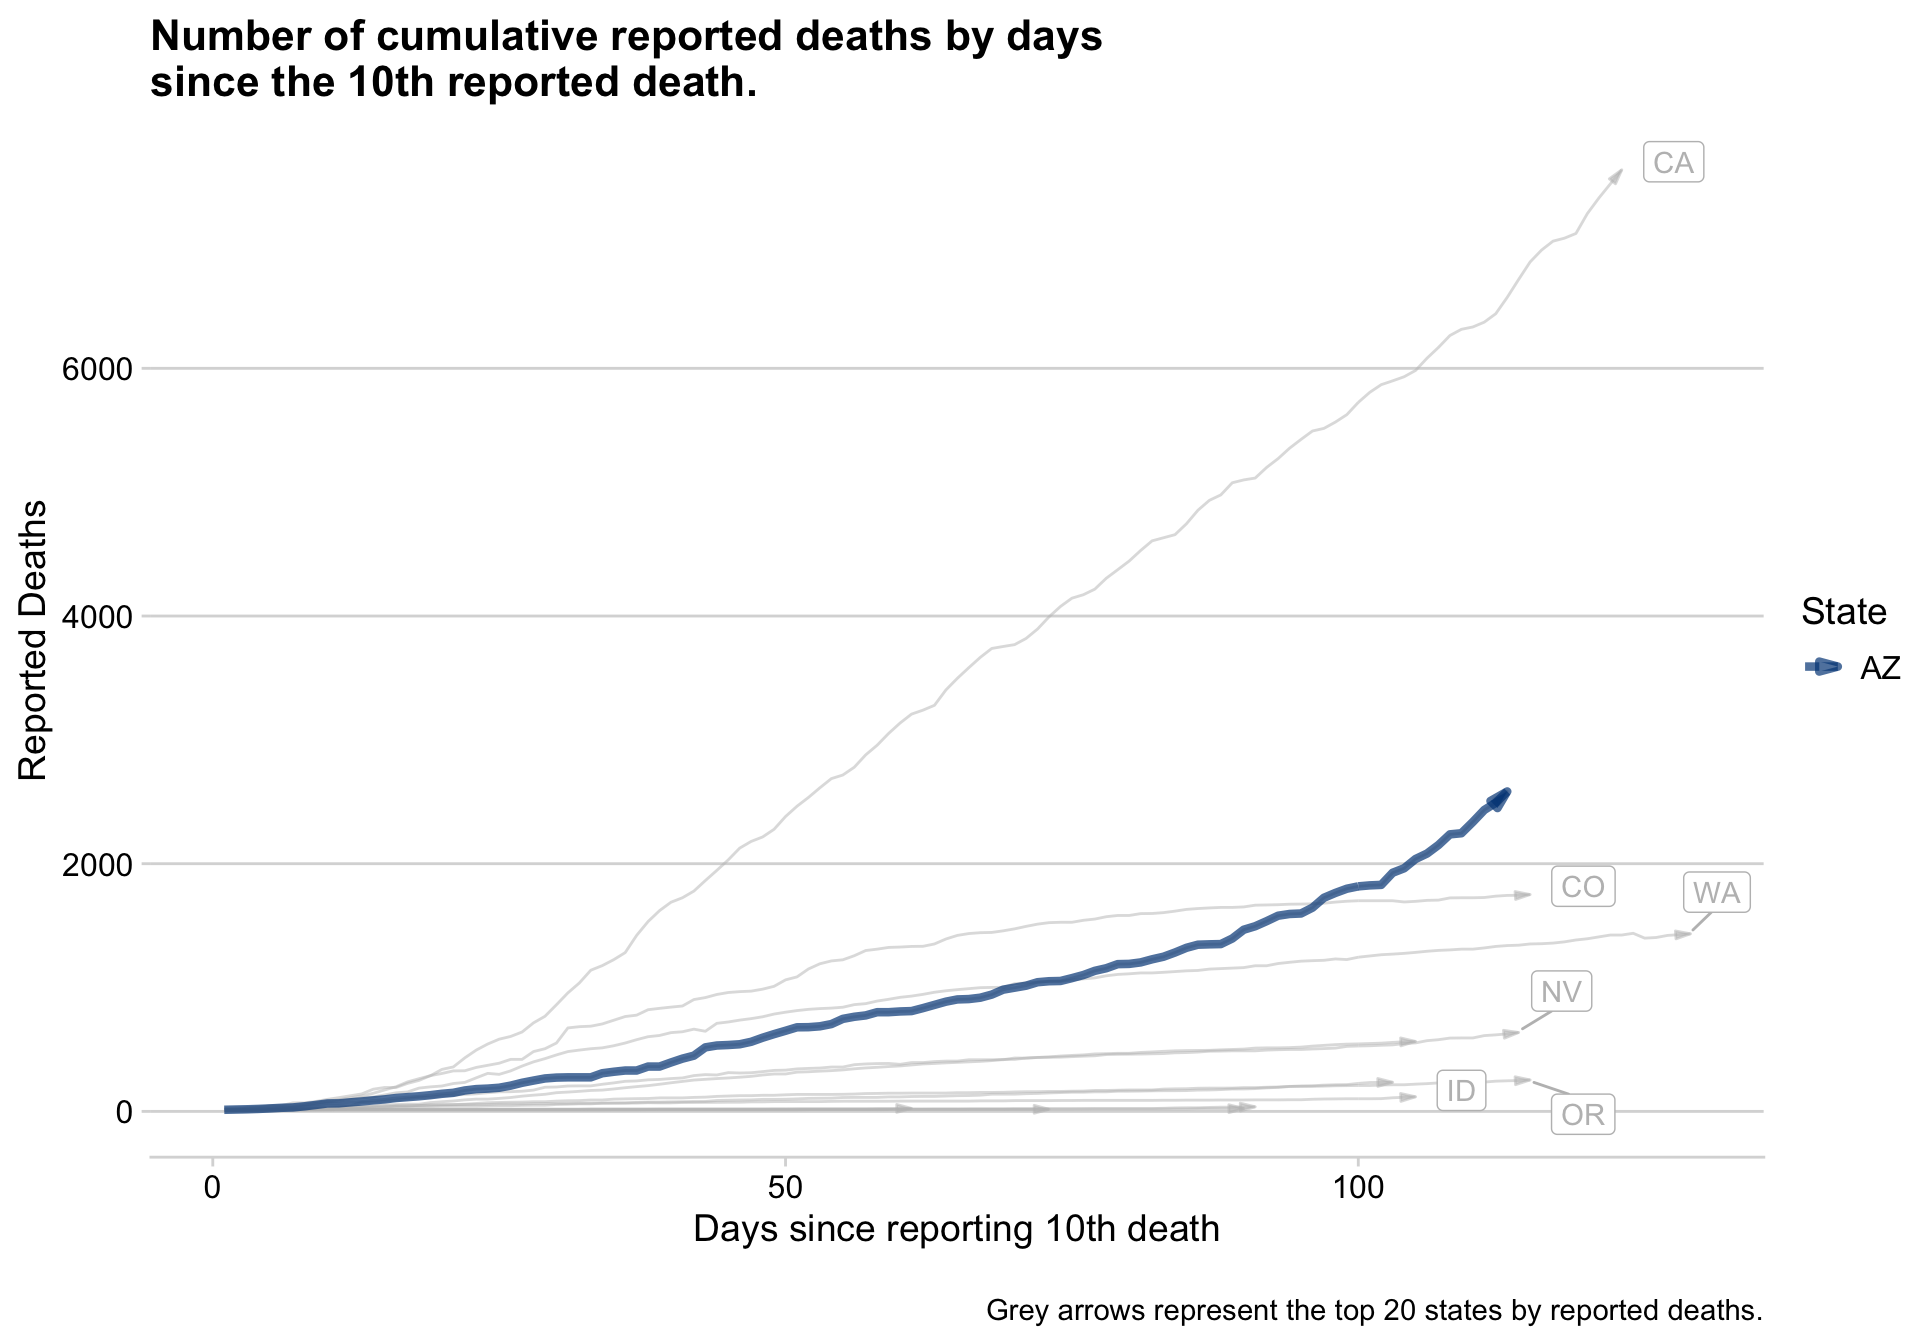 Number of cumulative reported deaths by days
since the 10th reported death.
CA
6000
Reported Deaths
4000
State
AZ
2000
CO
WA
NV
ID
OR
0
0 50 100
Days since reporting 10th death
Grey arrows represent the top 20 states by reported deaths.